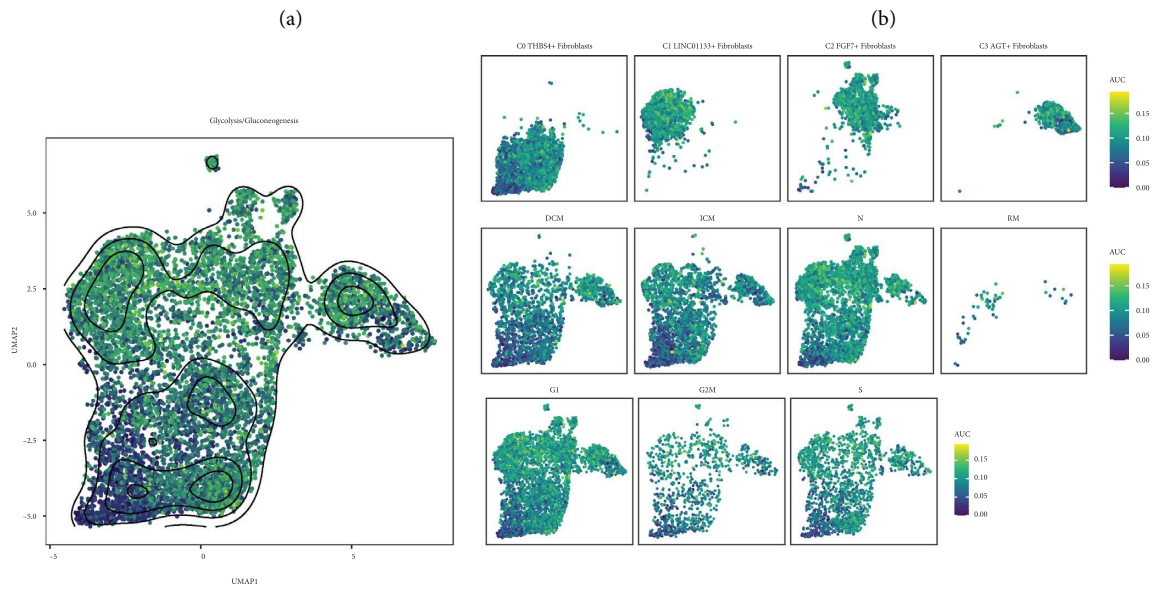 (a)
(b)
C0 THBS4+ Fibroblasts
C1 LINC01133+ Fibroblasts
C2 FGF7+ Fibroblasts
C3 AGT+ Fibroblasts
AUC
0.15
0.10
0.05
0.00
Glycolysis/Gluconeogenesis
UMAP2
5.0
2.5
0.0
−2.5
−5.0
−5
0
5
UMAP1
DCM
ICM
N
RM
AUC
0.15
0.10
0.05
0.00
G1
G2M
S
AUC
0.15
0.10
0.05
0.00